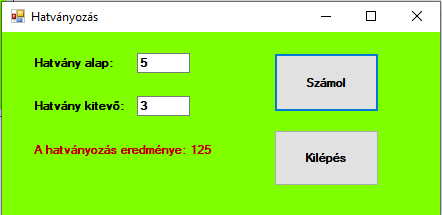 Hatványozás
Hatvány alap: 5
Számol
Hatvány kitevő: 3
A hatványozás eredménye: 125
Kilépés